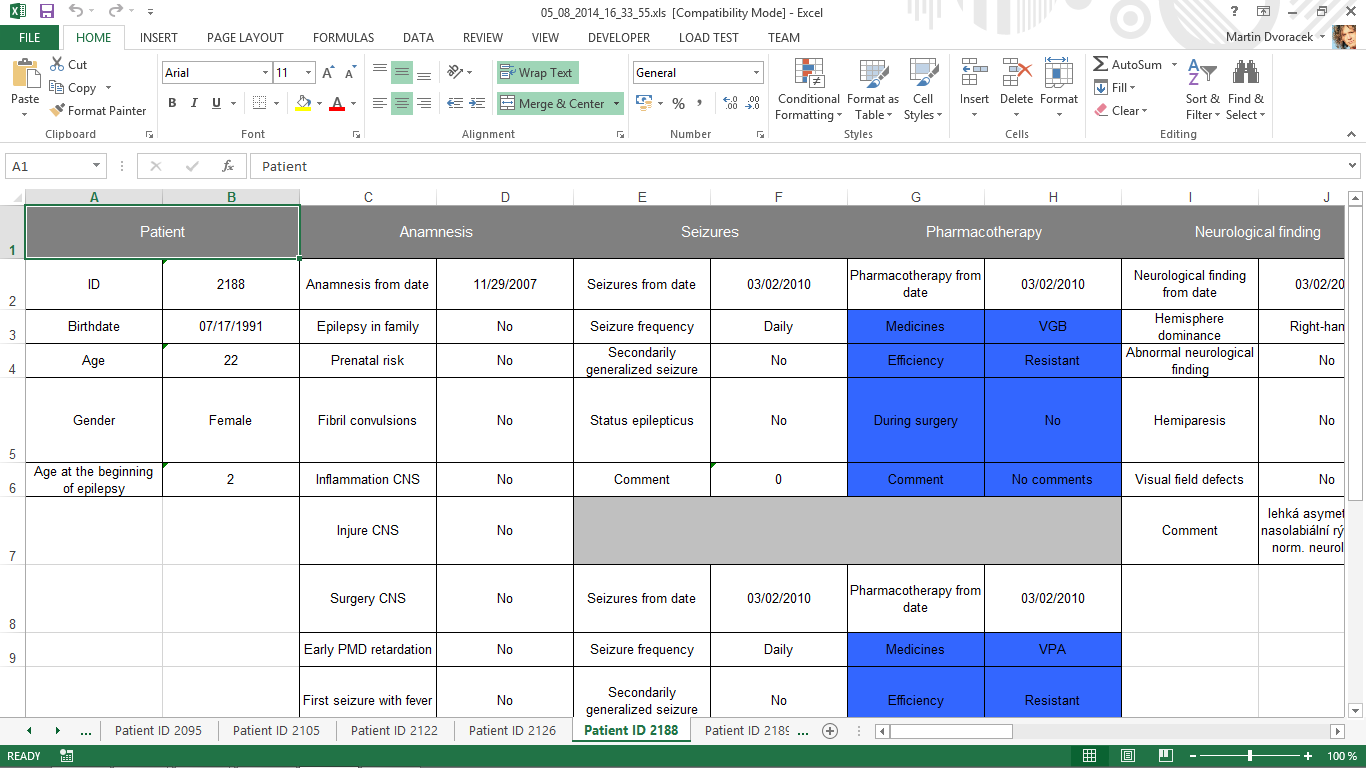 05_08_2014_16_33_55.xls [Compatibility Mode] - Excel
?
FILE HOME INSERT PAGE LAYOUT FORMULAS DATA REVIEW VIEW DEVELOPER LOAD TEST TEAM
Martin Dvoracek
Paste
Cut
Copy
Format Painter
Clipboard
Arial 11 A A
B I U A
Font
Wrap Text
Merge & Center
Alignment
General
% , .00 .0
Number
Conditional Formatting
Format as Table
Cell Styles
Styles
Insert Delete Format
Cells
AutoSum
Fill
Clear
Sort & Filter
Find & Select
Editing
A1 fx Patient
A B C D E F G H I J
1 Patient Anamnesis Seizures Pharmacotherapy Neurological finding
2 ID 2188 Anamnesis from date 11/29/2007 Seizures from date 03/02/2010 Pharmacotherapy from date 03/02/2010 Neurological finding from date 03/02/20
3 Birthdate 07/17/1991 Epilepsy in family No Seizure frequency Daily Medicines VGB Hemisphere dominance Right-han
4 Age 22 Prenatal risk No Secondarily generalized seizure No Efficiency Resistant Abnormal neurological finding No
5 Gender Female Fibril convulsions No Status epilepticus No During surgery No Hemiparesis No
6 Age at the beginning of epilepsy 2 Inflammation CNS No Comment 0 Comment No comments Visual field defects No
7 Injure CNS No Comment lehká asymet nasolabiální rý norm. neurol
8 Surgery CNS No Seizures from date 03/02/2010 Pharmacotherapy from date 03/02/2010
9 Early PMD retardation No Seizure frequency Daily Medicines VPA
First seizure with fever No Secondarily generalized seizure No Efficiency Resistant
... Patient ID 2095 Patient ID 2105 Patient ID 2122 Patient ID 2126 Patient ID 2188 Patient ID 2189 ...
READY 100 %